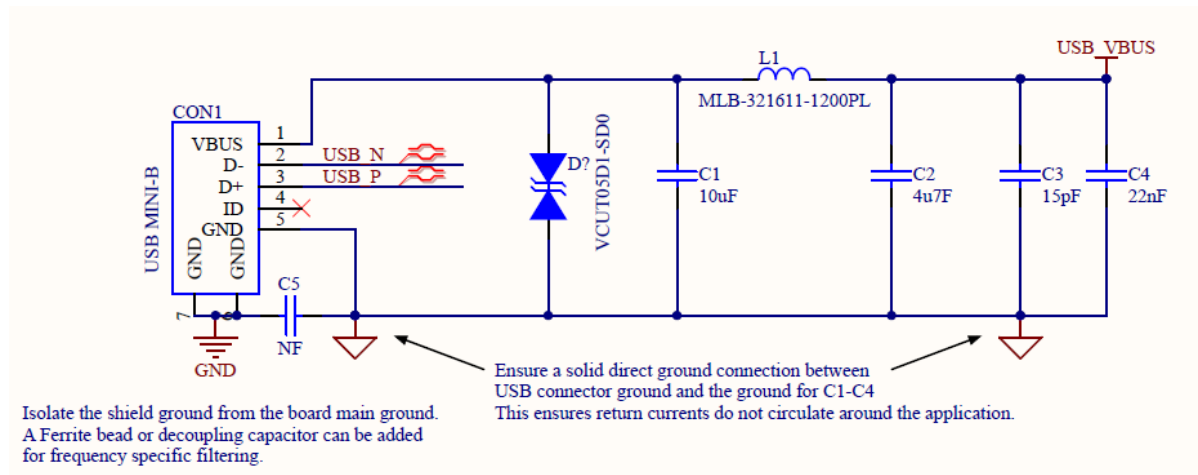 USB_VBUS
L1
MLB-321611-1200PL
CON1
VBUS
1
D-
2
USB_N
D+
3
USB_P
ID
4
GND
5
GND
GND
USB MINI-B
7
C5
NF
GND
D?
VCUT05D1-SD0
C1
10uF
C2
4u7F
C3
15pF
C4
22nF
Ensure a solid direct ground connection between
USB connector ground and the ground for C1-C4
This ensures return currents do not circulate around the application.
Isolate the shield ground from the board main ground.
A Ferrite bead or decoupling capacitor can be added
for frequency specific filtering.